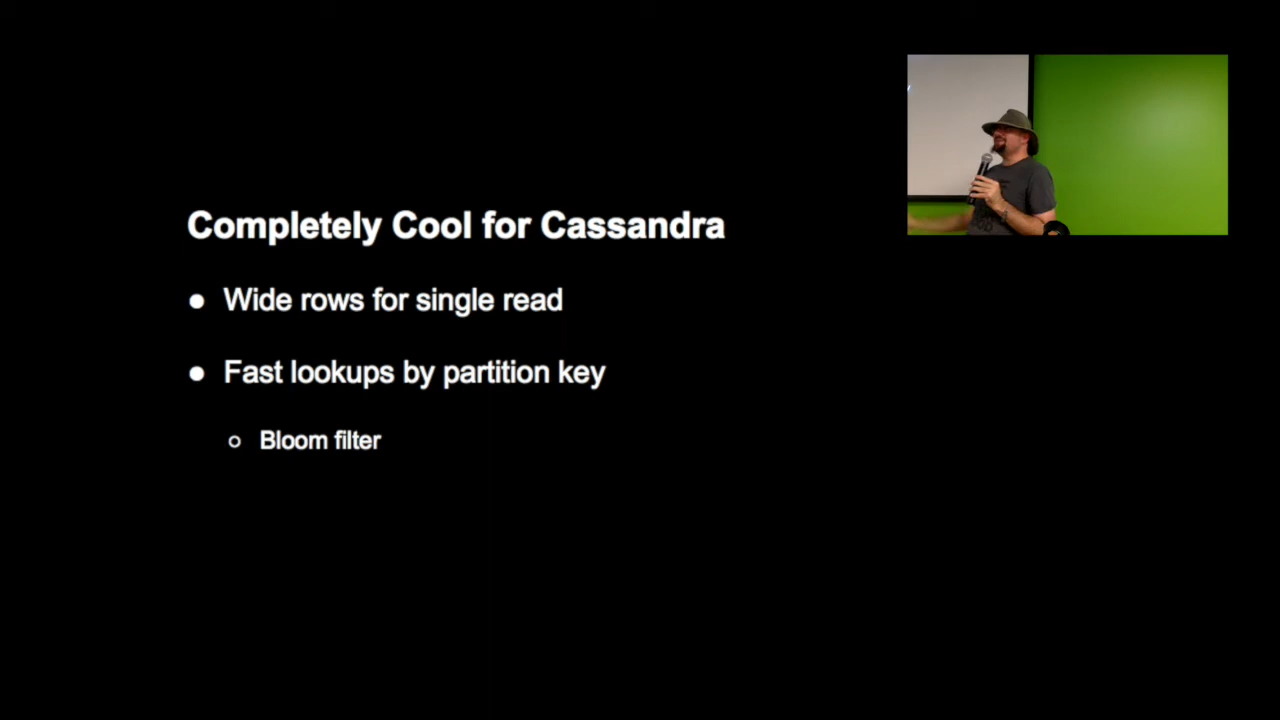 Completely Cool for Cassandra
● Wide rows for single read
● Fast lookups by partition key
○ Bloom filter